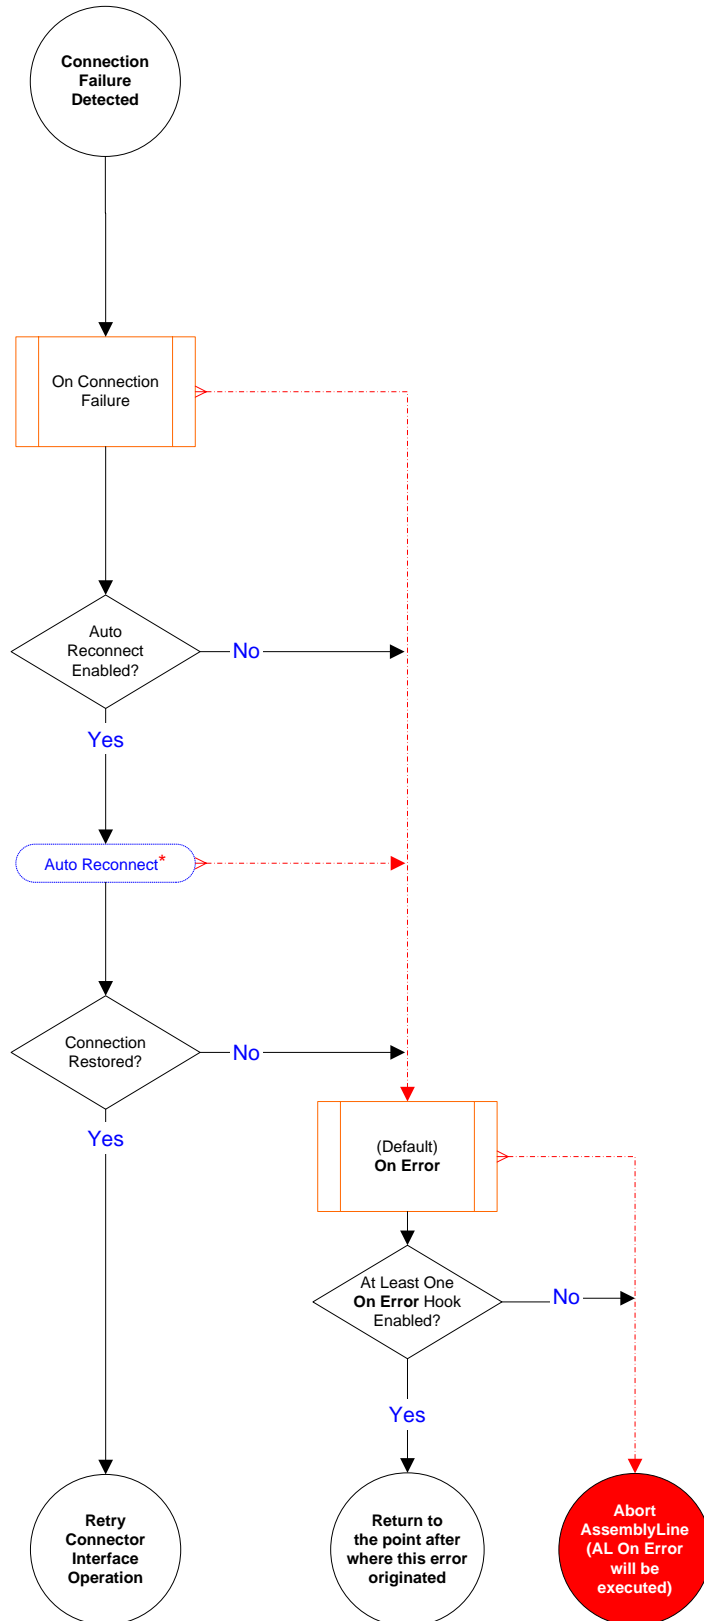 Connection
Failure
Detected
On Connection
Failure
Auto
Reconnect
Enabled?
No
Yes
Auto Reconnect*
Connection
Restored?
No
Yes
(Default)
On Error
At Least One
On Error Hook
Enabled?
No
Yes
Retry
Connector
Interface
Operation
Return to
the point after
where this error
originated
Abort
AssemblyLine
(AL On Error
will be
executed)